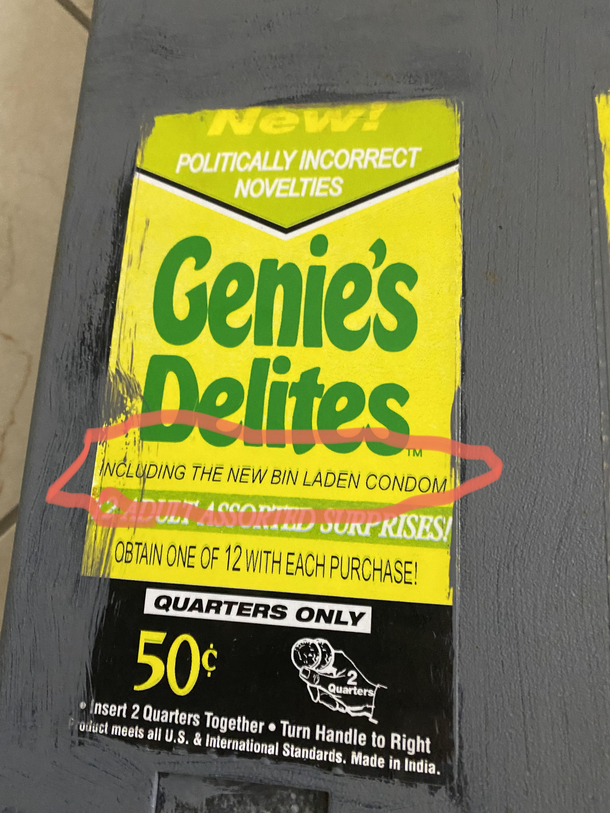 New!
POLITICALLY INCORRECT
NOVELTIES
Genie's
Delites
TM
INCLUDING THE NEW BIN LADEN CONDOM
2 ADULT ASSORTED SURPRISES!
OBTAIN ONE OF 12 WITH EACH PURCHASE!
QUARTERS ONLY
50¢
2
Quarters
• Insert 2 Quarters Together • Turn Handle to Right
oduct meets all U.S. & International Standards. Made in India.